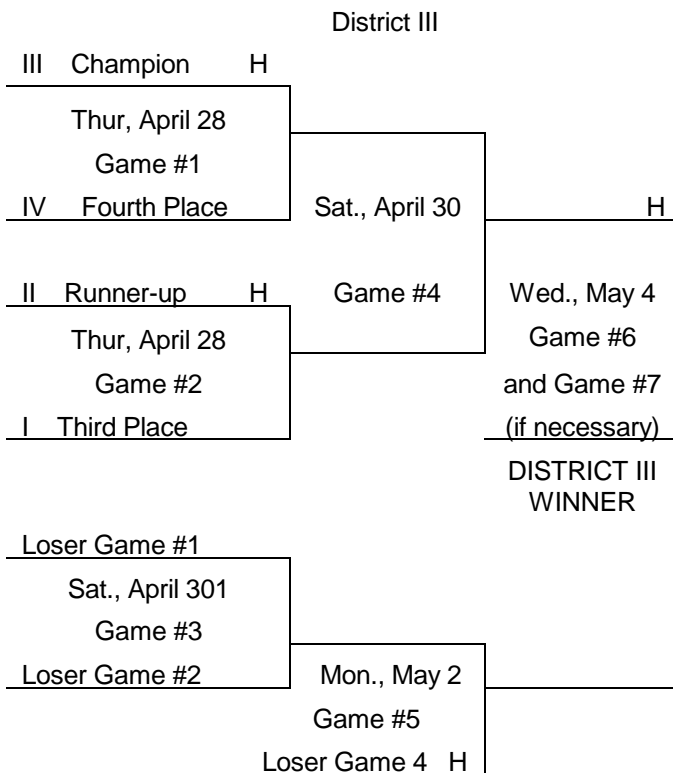 District III
III Champion H
Thur, April 28
Game #1
IV Fourth Place
Sat., April 30
H
II Runner-up H
Game #4
Wed., May 4
Thur, April 28
Game #6
Game #2
and Game #7
I Third Place
(if necessary)
DISTRICT III
WINNER
Loser Game #1
Sat., April 301
Game #3
Loser Game #2
Mon., May 2
Game #5
Loser Game 4 H